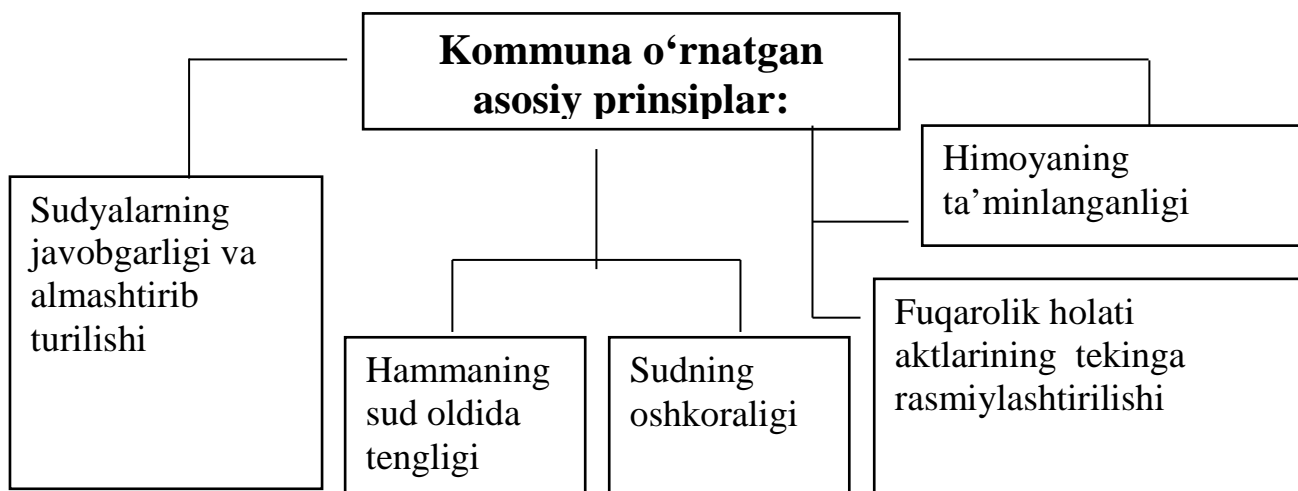 Kommuna o‘rnatgan
asosiy prinsiplar:
Sudyalarning
javobgarligi va
almashtirib
turilishi
Hammaning
sud oldida
tengligi
Sudning
oshkoraligi
Himoyaning
ta’minlanganligi
Fuqarolik holati
aktlarining tekinga
rasmiylashtirilishi